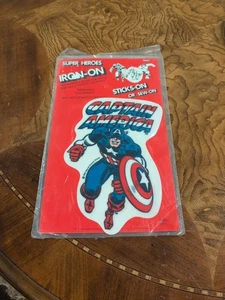 SUPER HEROES
IRON-ON
STICKS-ON
OR SEW-ON
CAPTAIN
AMERICA